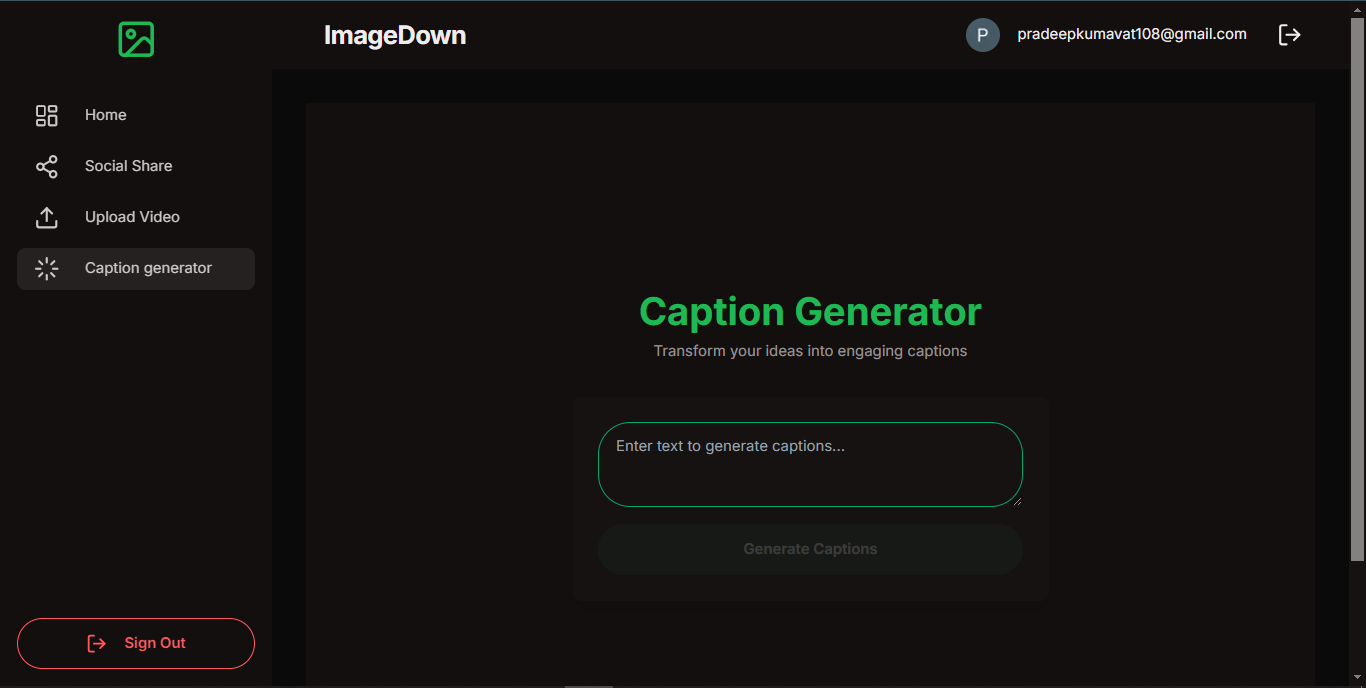 ImageDown
P
pradeepkumavat108@gmail.com
Home
Social Share
Upload Video
Caption generator
Caption Generator
Transform your ideas into engaging captions
Enter text to generate captions...
Generate Captions
Sign Out